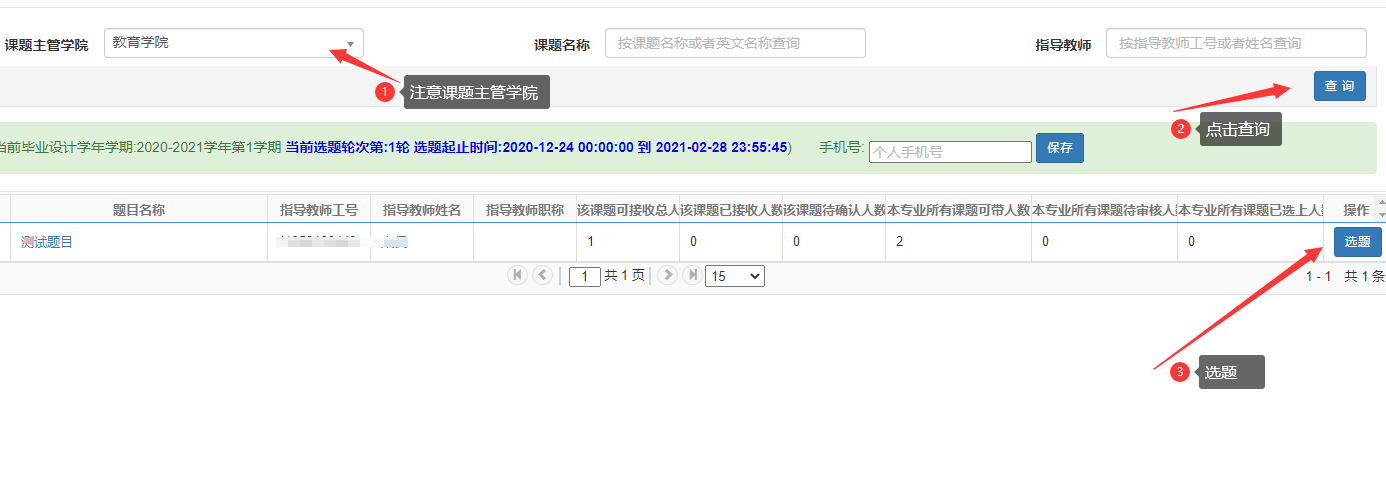 课题主管学院 教育学院 课题名称 按课题名称或者英文名称查询 指导教师 按指导教师工号或者姓名查询
1 注意课题主管学院
查 询
2 点击查询
当前毕业设计学年学期:2020-2021学年第1学期 当前选题轮次第:1轮 选题起止时间:2020-12-24 00:00:00 到 2021-02-28 23:55:45) 手机号: 个人手机号 保存
题目名称 指导教师工号 指导教师姓名 指导教师职称 该课题可接收总人 该课题已接收人数 该课题待确认人数 本专业所有课题可带人数 本专业所有课题待审核人 本专业所有课题已选上人数 操作
测试题目 1 0 0 2 0 0 选题
1 共 1 页 15 1 - 1 共 1 条
3 选题